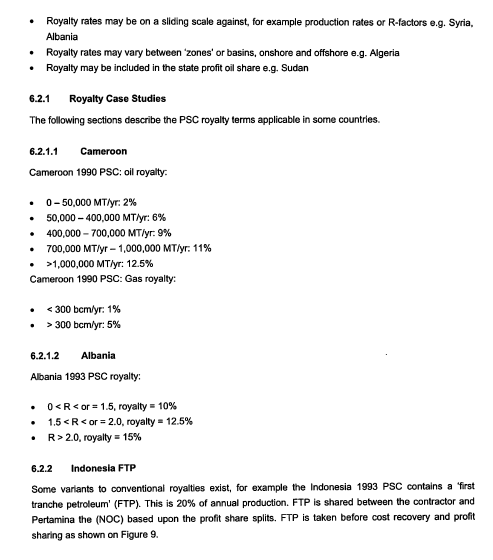 • Royalty rates may be on a sliding scale against, for example production rates or R-factors e.g. Syria,
Albania
• Royalty rates may vary between 'zones' or basins, onshore and offshore e.g. Algeria
• Royalty may be included in the state profit oil share e.g. Sudan
6.2.1 Royalty Case Studies
The following sections describe the PSC royalty terms applicable in some countries.
6.2.1.1 Cameroon
Cameroon 1990 PSC: oil royalty:
• 0 – 50,000 MT/yr: 2%
• 50,000 – 400,000 MT/yr: 6%
• 400,000 – 700,000 MT/yr: 9%
• 700,000 MT/yr – 1,000,000 MT/yr: 11%
• >1,000,000 MT/yr: 12.5%
Cameroon 1990 PSC: Gas royalty:
• < 300 bcm/yr: 1%
• > 300 bcm/yr: 5%
6.2.1.2 Albania
Albania 1993 PSC royalty:
• 0 < R < or = 1.5, royalty = 10%
• 1.5 < R < or = 2.0, royalty = 12.5%
• R > 2.0, royalty = 15%
6.2.2 Indonesia FTP
Some variants to conventional royalties exist, for example the Indonesia 1993 PSC contains a 'first
tranche petroleum' (FTP). This is 20% of annual production. FTP is shared between the contractor and
Pertamina the (NOC) based upon the profit share splits. FTP is taken before cost recovery and profit
sharing as shown on Figure 9.